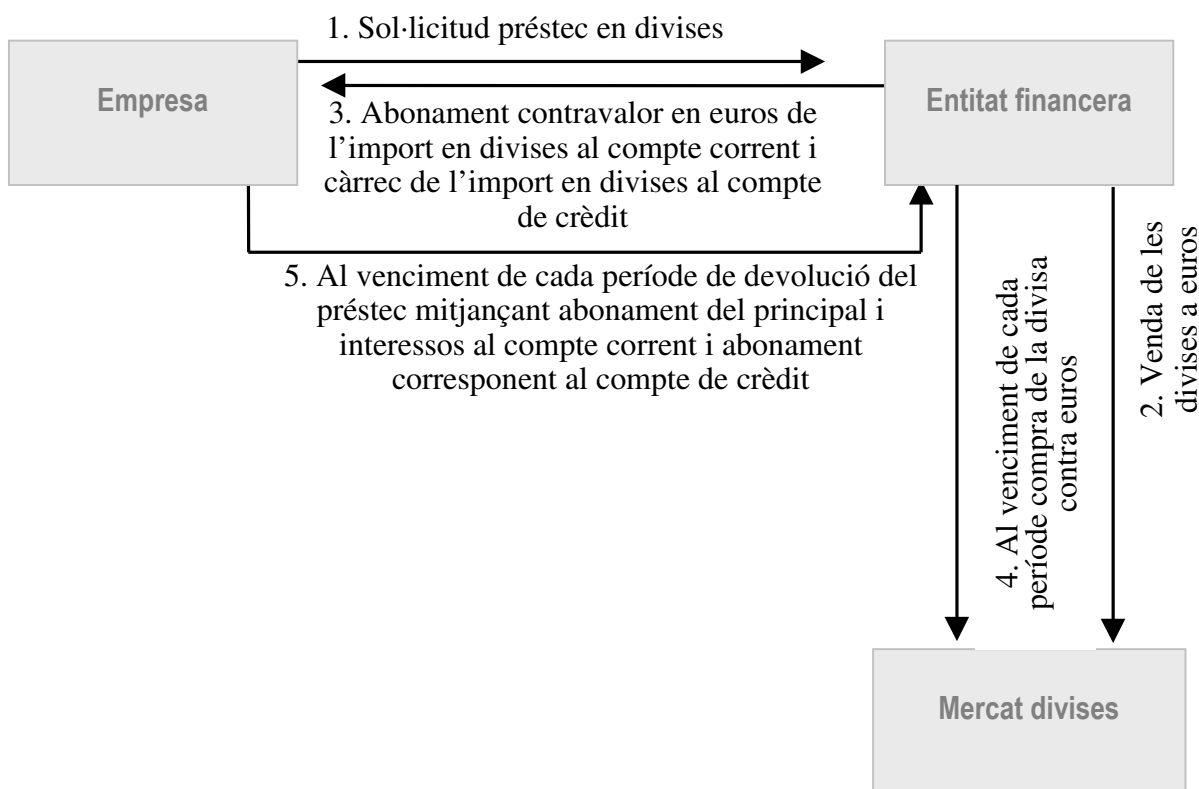 1. Sol·licitud préstec en divises
Empresa
Entitat financera
3. Abonament contravalor en euros de
l’import en divises al compte corrent i
càrrec de l’import en divises al compte
de crèdit
5. Al venciment de cada període de devolució del
préstec mitjançant abonament del principal i
interessos al compte corrent i abonament
corresponent al compte de crèdit
4. Al venciment de cada
període compra de la divisa
contra euros
2. Venda de les
divises a euros
Mercat divises